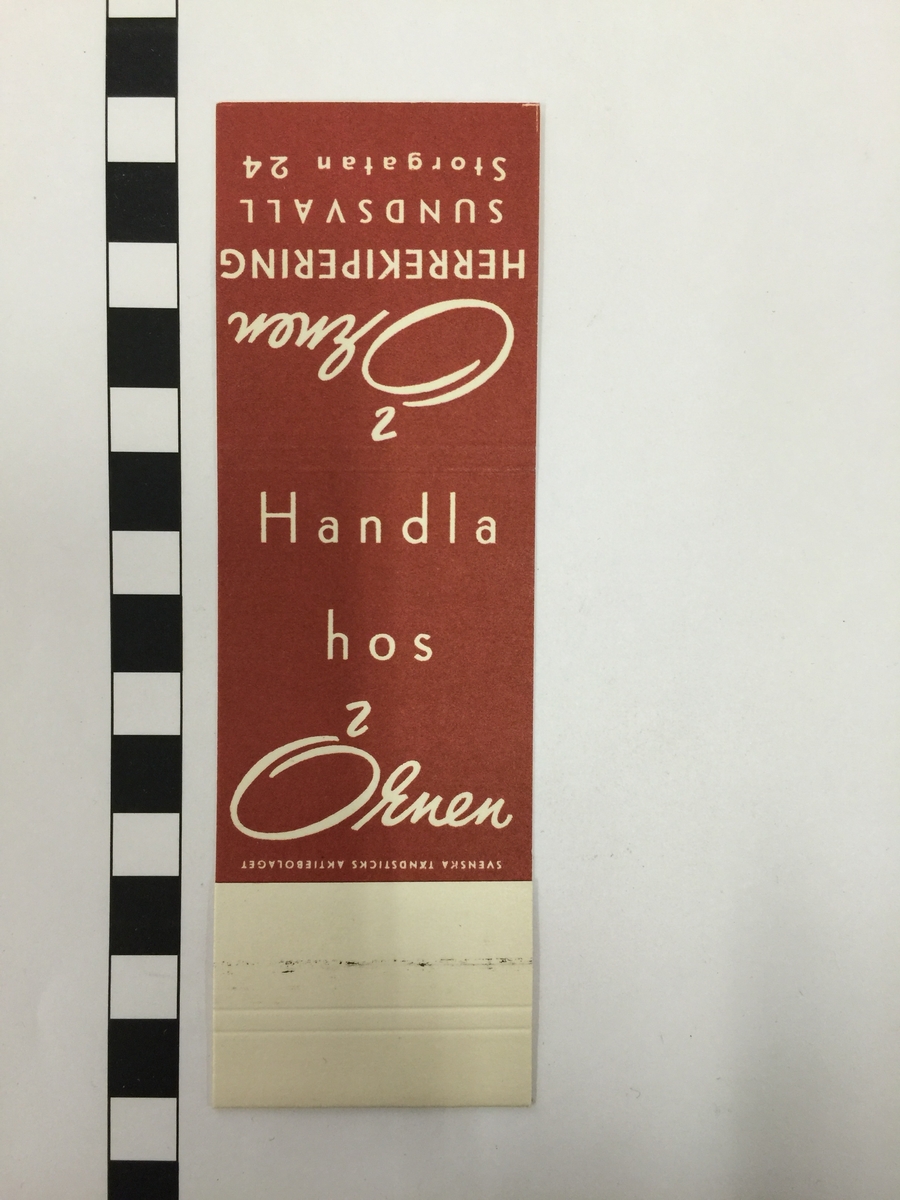 Örnen
HERREKIPERING
SUNDSVALL
Storgatan 24
Handla
hos
Örnen
SVENSKA TÄNDSTICKS AKTIEBOLAGET